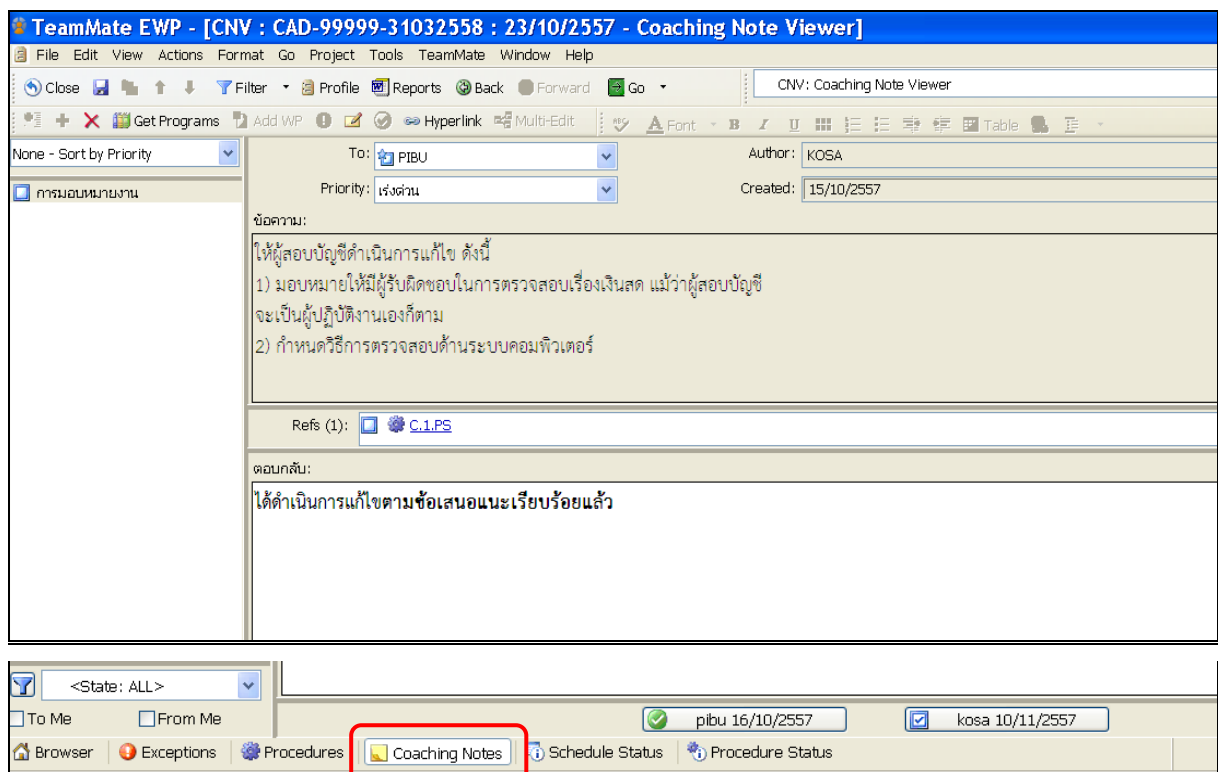 TeamMate EWP - [CNV : CAD-99999-31032558 : 23/10/2557 - Coaching Note Viewer]
File Edit View Actions Format Go Project Tools TeamMate Window Help
Close Filter Profile Reports Back Forward Go CNV: Coaching Note Viewer
Get Programs Add WP Hyperlink Multi-Edit A Font B I U Table
None - Sort by Priority To: PIBU Author: KOSA
การมอบหมายงาน Priority: เร่งด่วน Created: 15/10/2557
ข้อความ:
ให้ผู้สอบบัญชีดำเนินการแก้ไข ดังนี้
1) มอบหมายให้มีผู้รับผิดชอบในการตรวจสอบเรื่องเงินสด แม้ว่าผู้สอบบัญชี
จะเป็นผู้ปฏิบัติงานเองก็ตาม
2) กำหนดวิธีการตรวจสอบด้านระบบคอมพิวเตอร์
Refs (1): C.1.PS
ตอบกลับ:
ได้ดำเนินการแก้ไขตามข้อเสนอแนะเรียบร้อยแล้ว
<State: ALL>
To Me From Me pibu 16/10/2557 kosa 10/11/2557
Browser Exceptions Procedures Coaching Notes Schedule Status Procedure Status